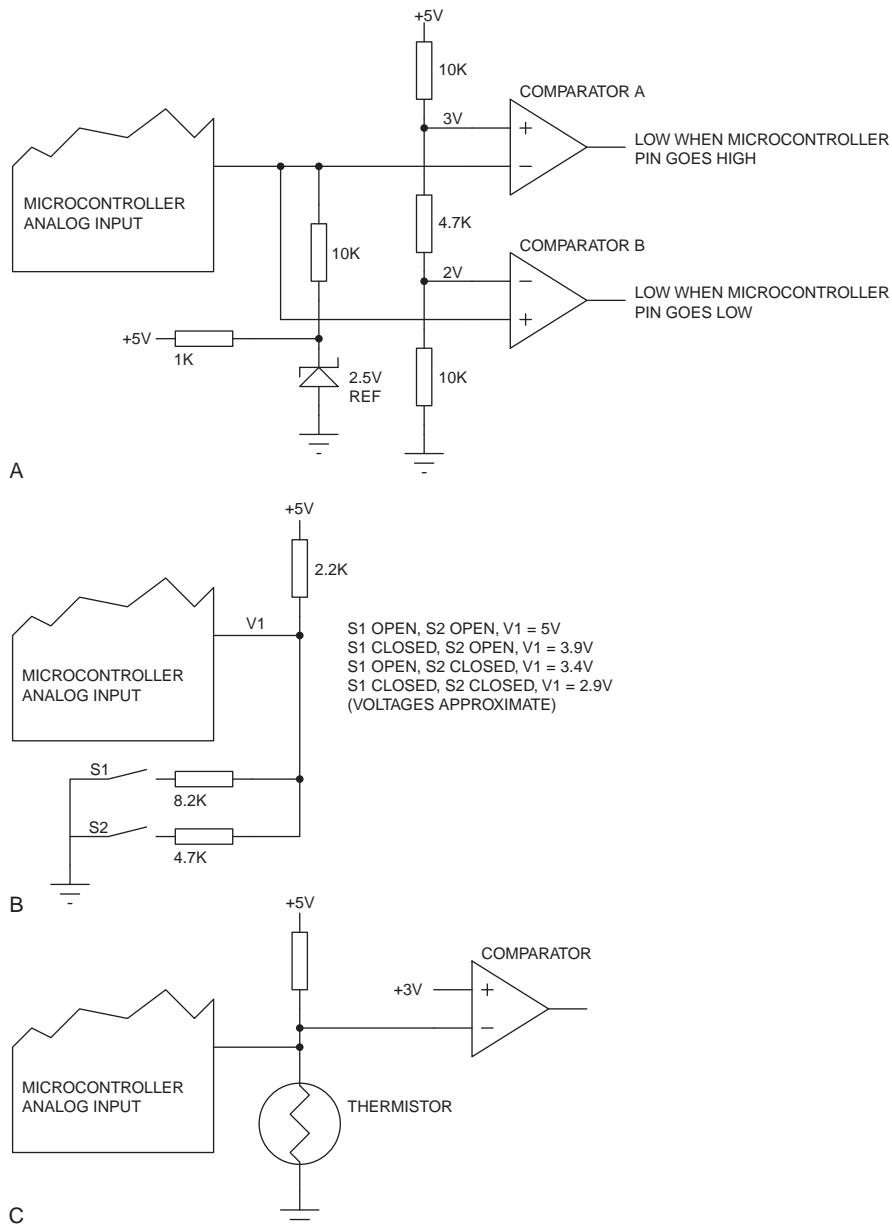 +5V
10K
COMPARATOR A
3V
+
LOW WHEN MICROCONTROLLER
PIN GOES HIGH
−
MICROCONTROLLER
ANALOG INPUT
4.7K
10K
COMPARATOR B
2V
−
LOW WHEN MICROCONTROLLER
PIN GOES LOW
+
+5V
1K
2.5V
REF
10K
A
+5V
2.2K
V1
S1 OPEN, S2 OPEN, V1 = 5V
S1 CLOSED, S2 OPEN, V1 = 3.9V
S1 OPEN, S2 CLOSED, V1 = 3.4V
S1 CLOSED, S2 CLOSED, V1 = 2.9V
(VOLTAGES APPROXIMATE)
MICROCONTROLLER
ANALOG INPUT
S1
8.2K
S2
4.7K
B
+5V
COMPARATOR
+3V
+
−
MICROCONTROLLER
ANALOG INPUT
THERMISTOR
C